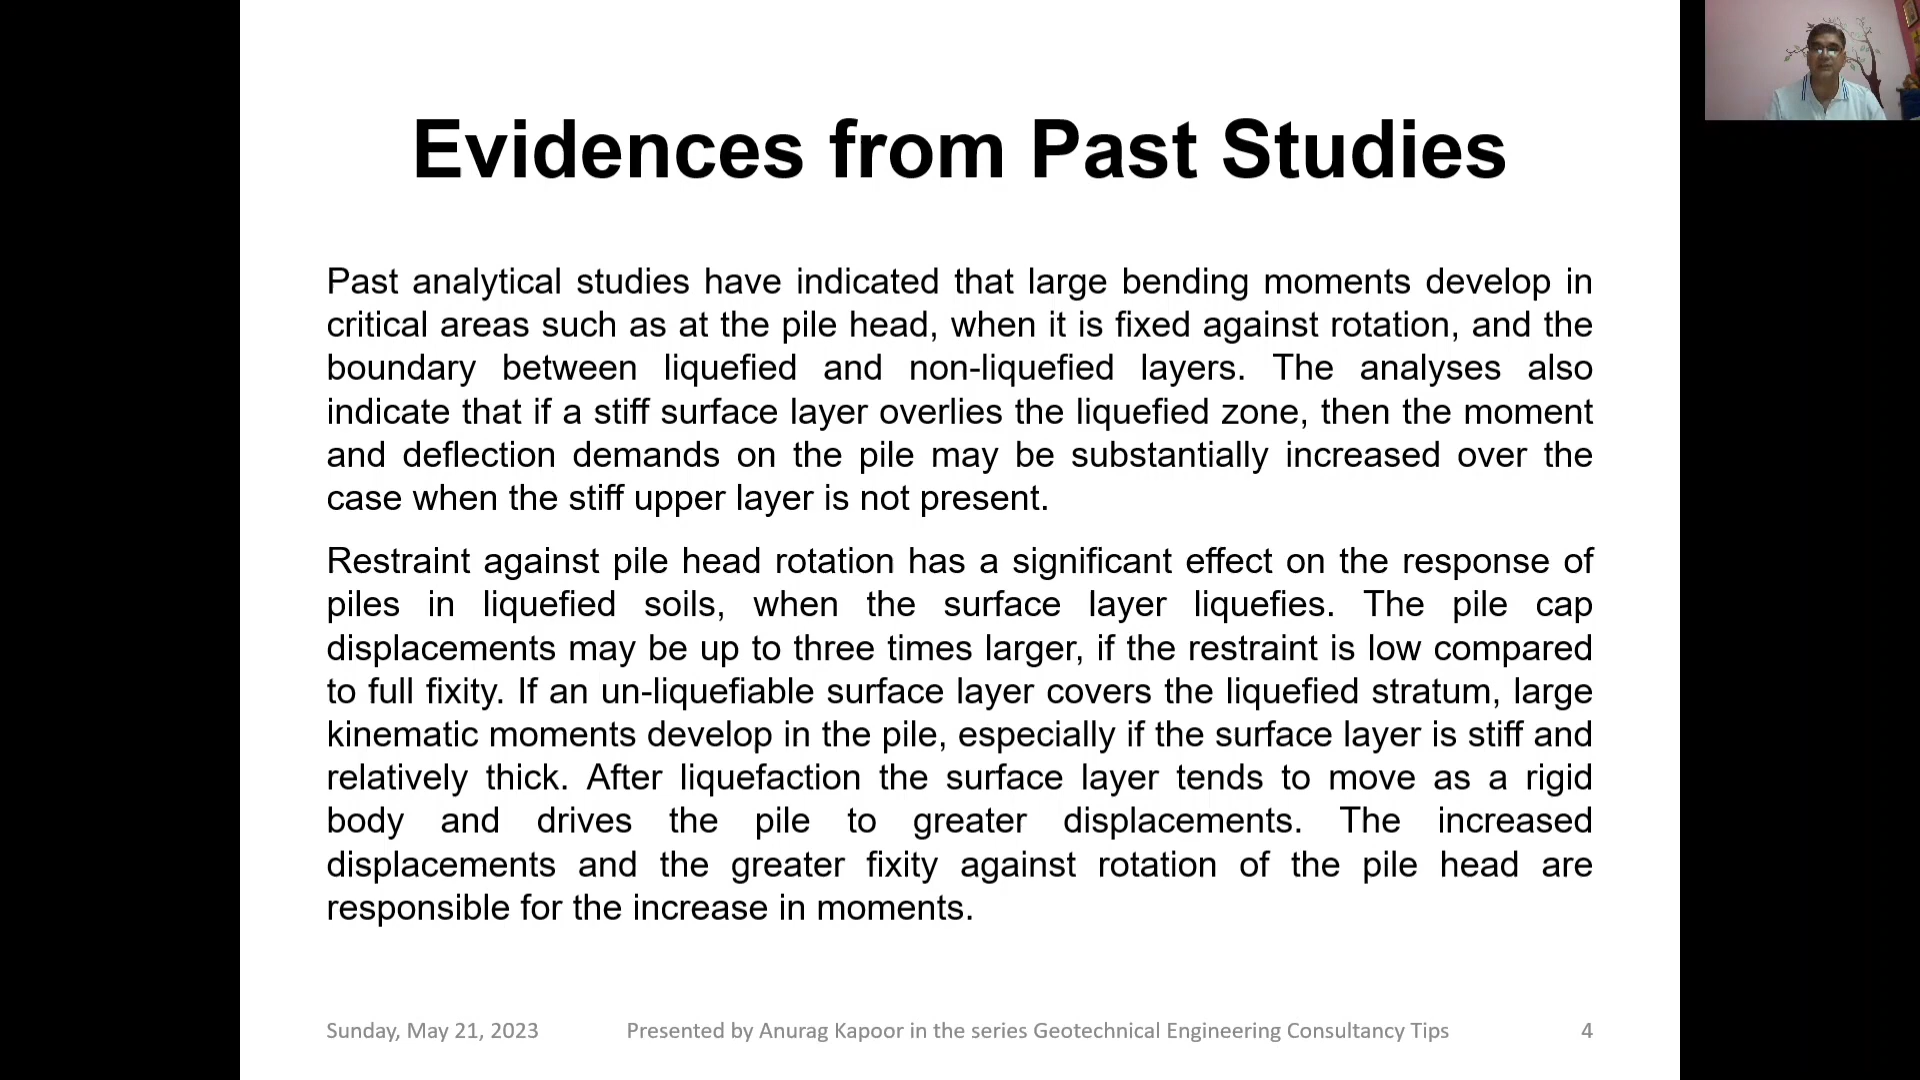 Evidences from Past Studies
Past analytical studies have indicated that large bending moments develop in
critical areas such as at the pile head, when it is fixed against rotation, and the
boundary between liquefied and non-liquefied layers. The analyses also
indicate that if a stiff surface layer overlies the liquefied zone, then the moment
and deflection demands on the pile may be substantially increased over the
case when the stiff upper layer is not present.
Restraint against pile head rotation has a significant effect on the response of
piles in liquefied soils, when the surface layer liquefies. The pile cap
displacements may be up to three times larger, if the restraint is low compared
to full fixity. If an un-liquefiable surface layer covers the liquefied stratum, large
kinematic moments develop in the pile, especially if the surface layer is stiff and
relatively thick. After liquefaction the surface layer tends to move as a rigid
body and drives the pile to greater displacements. The increased
displacements and the greater fixity against rotation of the pile head are
responsible for the increase in moments.
Sunday, May 21, 2023 Presented by Anurag Kapoor in the series Geotechnical Engineering Consultancy Tips 4